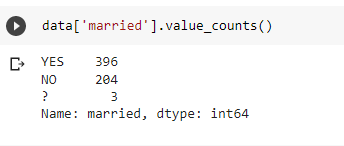 data['married'].value_counts()
YES    396
NO     204
?        3
Name: married, dtype: int64